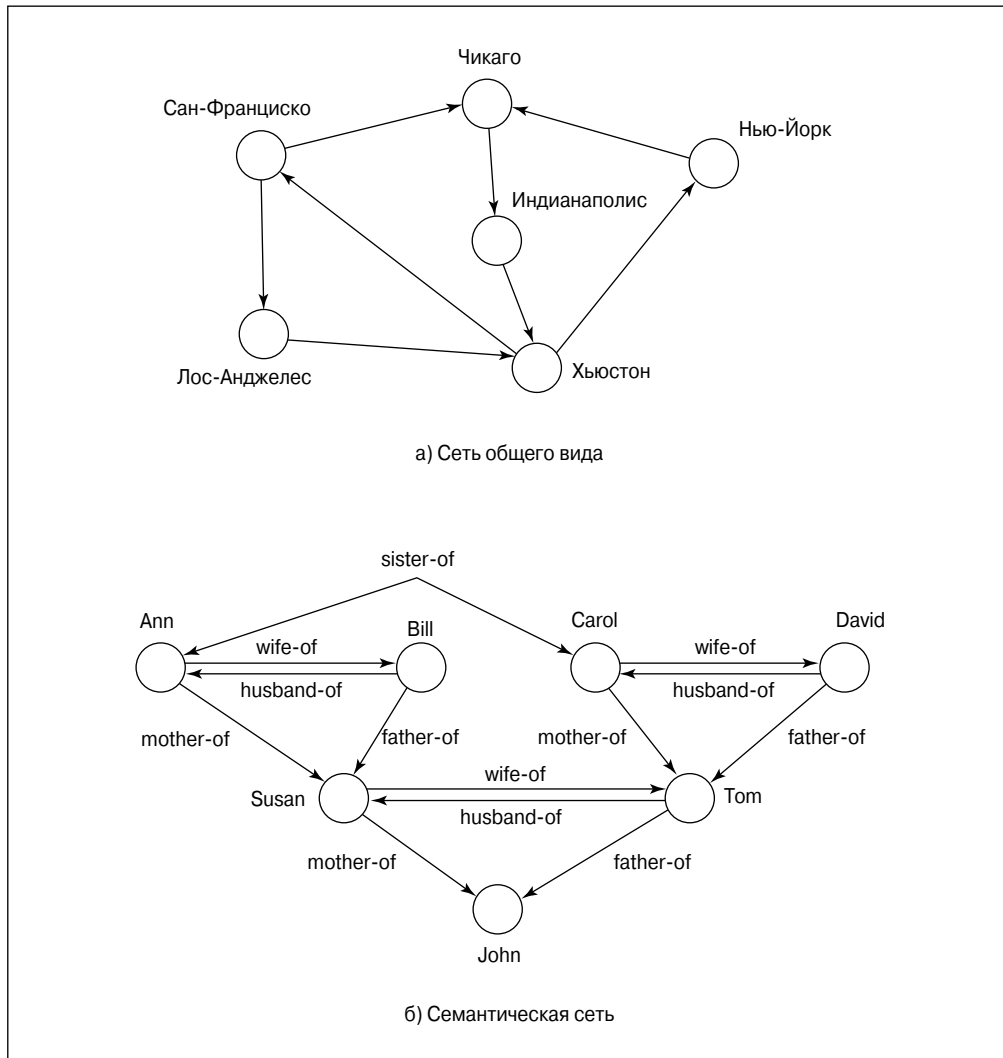 Чикаго
Сан-Франциско
Нью-Йорк
Индианаполис
Лос-Анджелес
Хьюстон
а) Сеть общего вида
sister-of
Ann
Bill
Carol
David
wife-of
husband-of
wife-of
husband-of
mother-of
father-of
mother-of
father-of
Susan
wife-of
husband-of
Tom
mother-of
father-of
John
б) Семантическая сеть